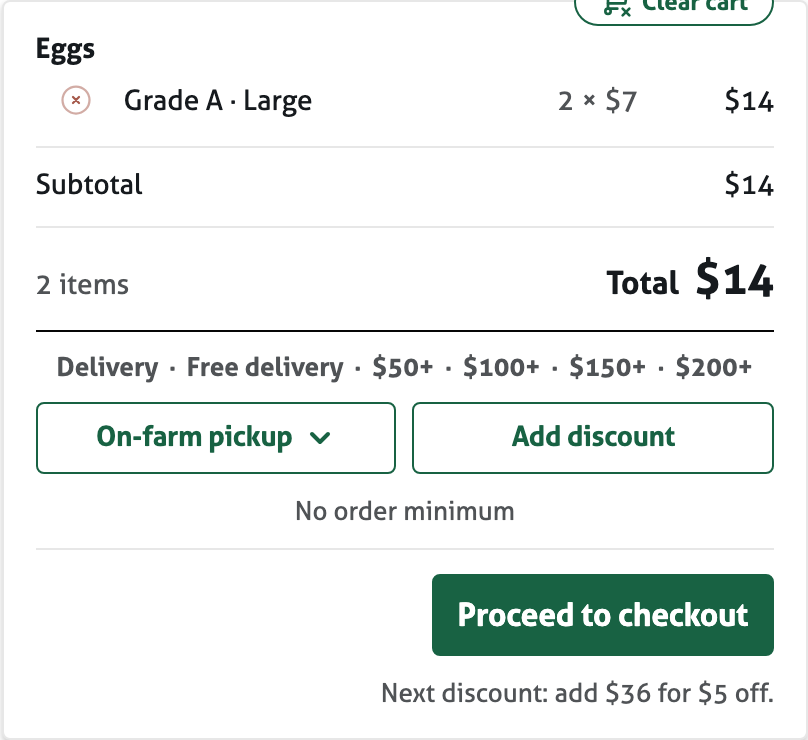 Clear cart
Eggs
Grade A · Large 2 × $7 $14
Subtotal $14
2 items Total $14
Delivery · Free delivery · $50+ · $100+ · $150+ · $200+
On-farm pickup Add discount
No order minimum
Proceed to checkout
Next discount: add $36 for $5 off.